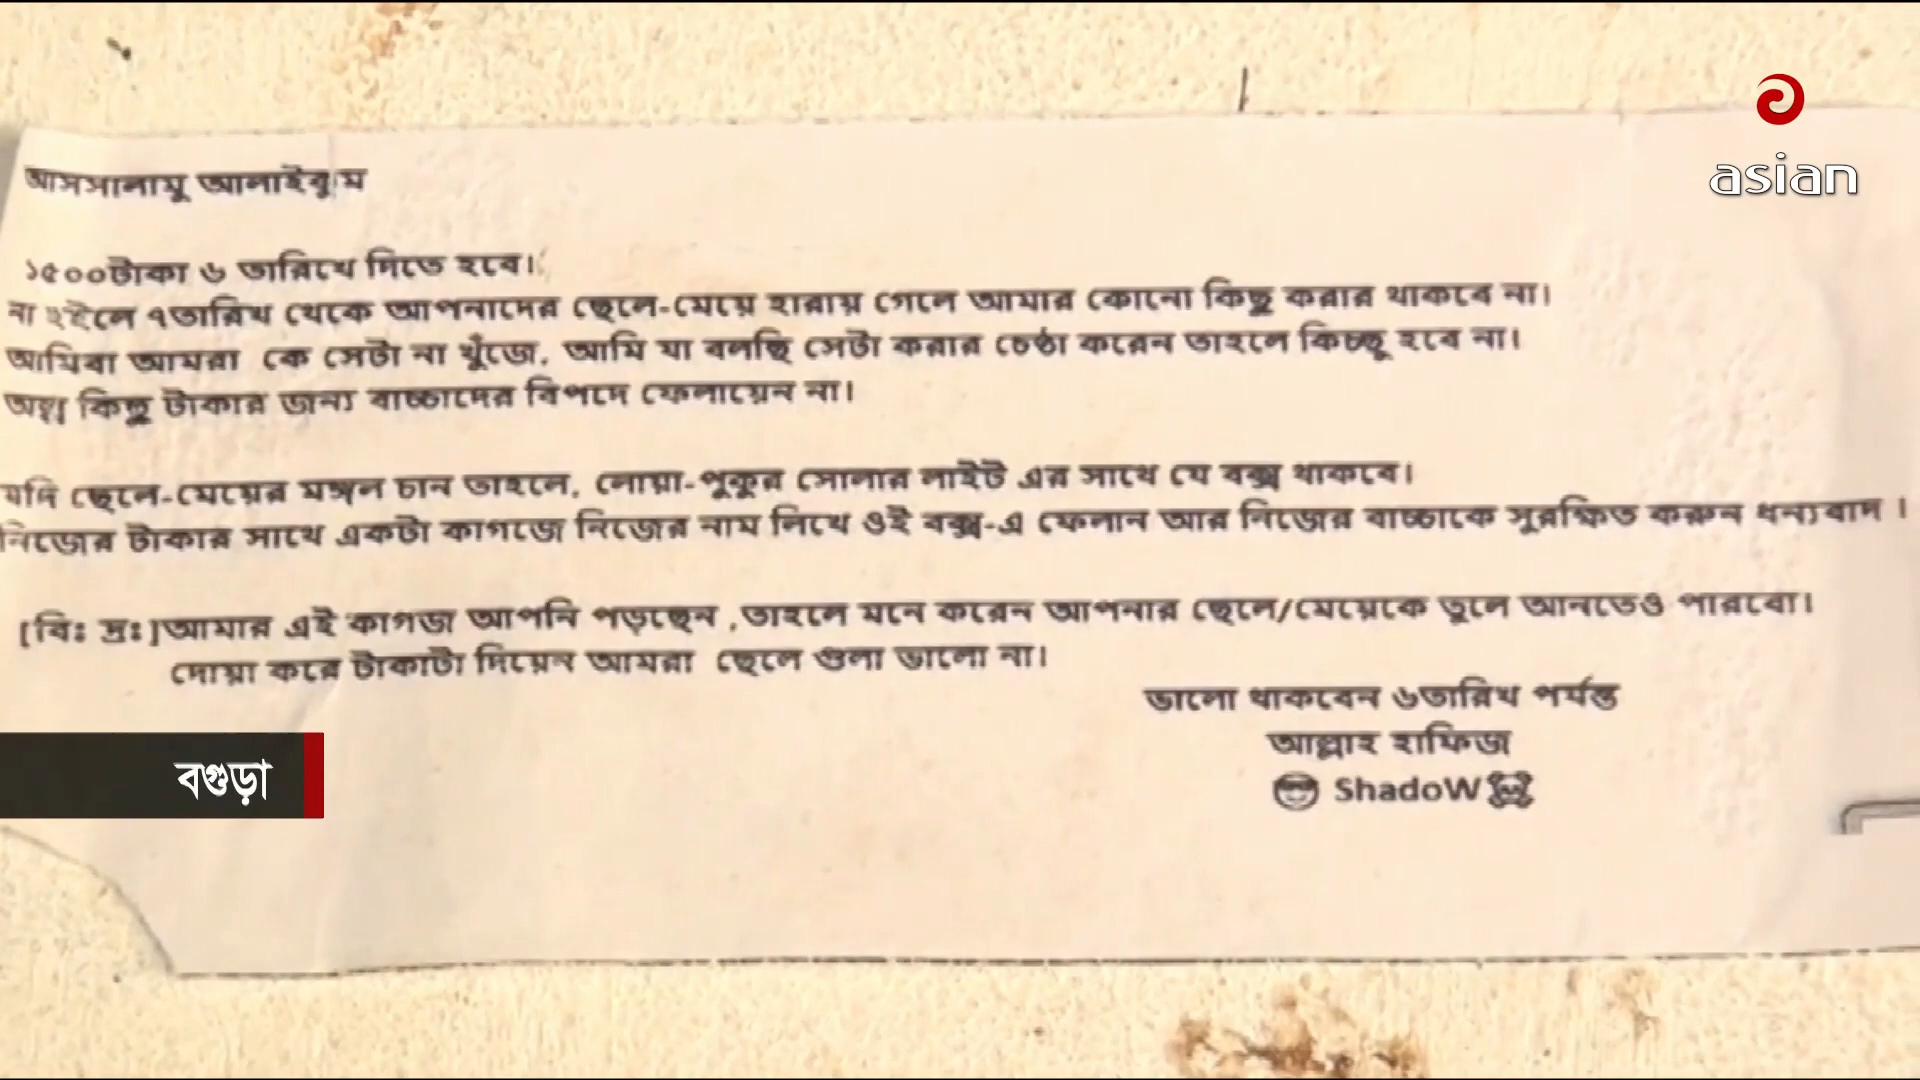 asian
আসসালামু আলাইকুম
১৫০০টাকা ৬ তারিখে দিতে হবে।
না হইলে ৭তারিখ থেকে আপনাদের ছেলে-মেয়ে হারায় গেলে আমার কোনো কিছু করার থাকবে না।
আমিবা আমরা কে সেটা না খুঁজে, আমি যা বলছি সেটা করার চেষ্ঠা করেন তাহলে কিচ্ছু হবে না।
অল্প কিছু টাকার জন্য বাচ্চাদের বিপদে ফেলায়েন না।
যদি ছেলে-মেয়ের মঙ্গল চান তাহলে, লোয়া-পুকুর সোলার লাইট এর সাথে যে বক্স থাকবে।
নিজের টাকার সাথে একটা কাগজে নিজের নাম লিখে ওই বক্স-এ ফেলান আর নিজের বাচ্চাকে সুরক্ষিত করুন ধন্যবাদ ।
[বি: দ্র:]আমার এই কাগজ আপনি পড়ছেন ,তাহলে মনে করেন আপনার ছেলে/মেয়েকে তুলে আনতেও পারবো।
দোয়া করে টাকাটা দিয়েন আমরা ছেলে গুলা ভালো না।
ভালো থাকবেন ৬তারিখ পর্যন্ত
আল্লাহ হাফিজ
ShadoW
বগুড়া